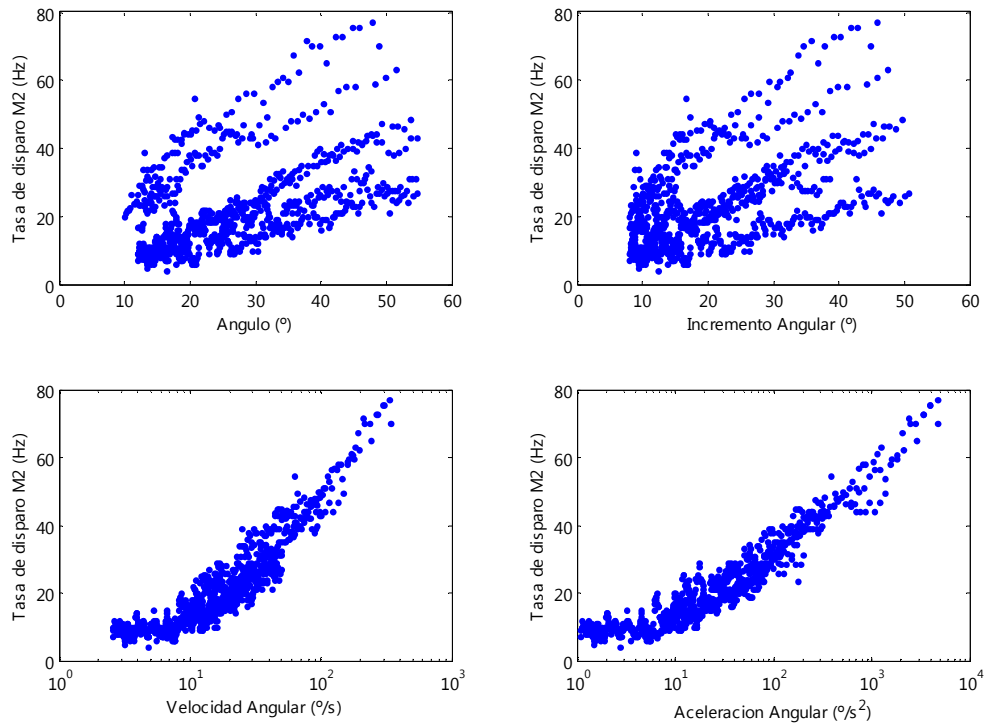 80
60
40
20
0
Tasa de disparo M2 (Hz)
0 10 20 30 40 50 60
Angulo (º)
80
60
40
20
0
Tasa de disparo M2 (Hz)
0 10 20 30 40 50 60
Incremento Angular (º)
80
60
40
20
0
Tasa de disparo M2 (Hz)
10^0 10^1 10^2 10^3
Velocidad Angular (º/s)
80
60
40
20
0
Tasa de disparo M2 (Hz)
10^0 10^1 10^2 10^3 10^4
Aceleracion Angular (º/s^2)